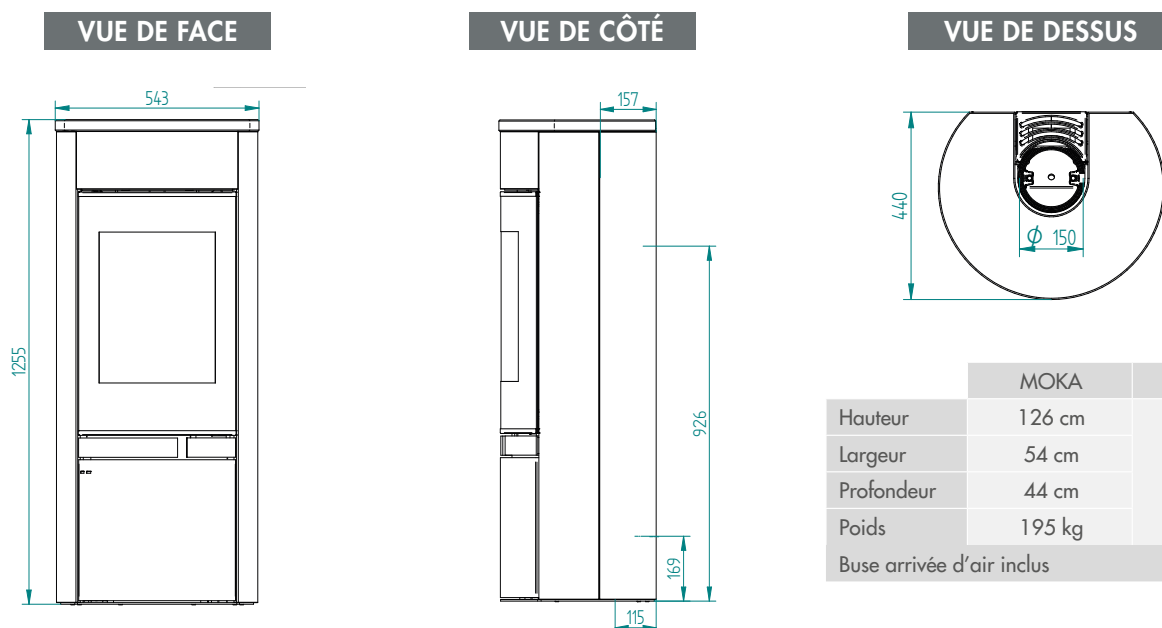 VUE DE FACE
VUE DE CÔTÉ
VUE DE DESSUS
543
1255
157
926
169
115
440
Φ 150
MOKA
Hauteur 126 cm
Largeur 54 cm
Profondeur 44 cm
Poids 195 kg
Buse arrivée d'air inclus